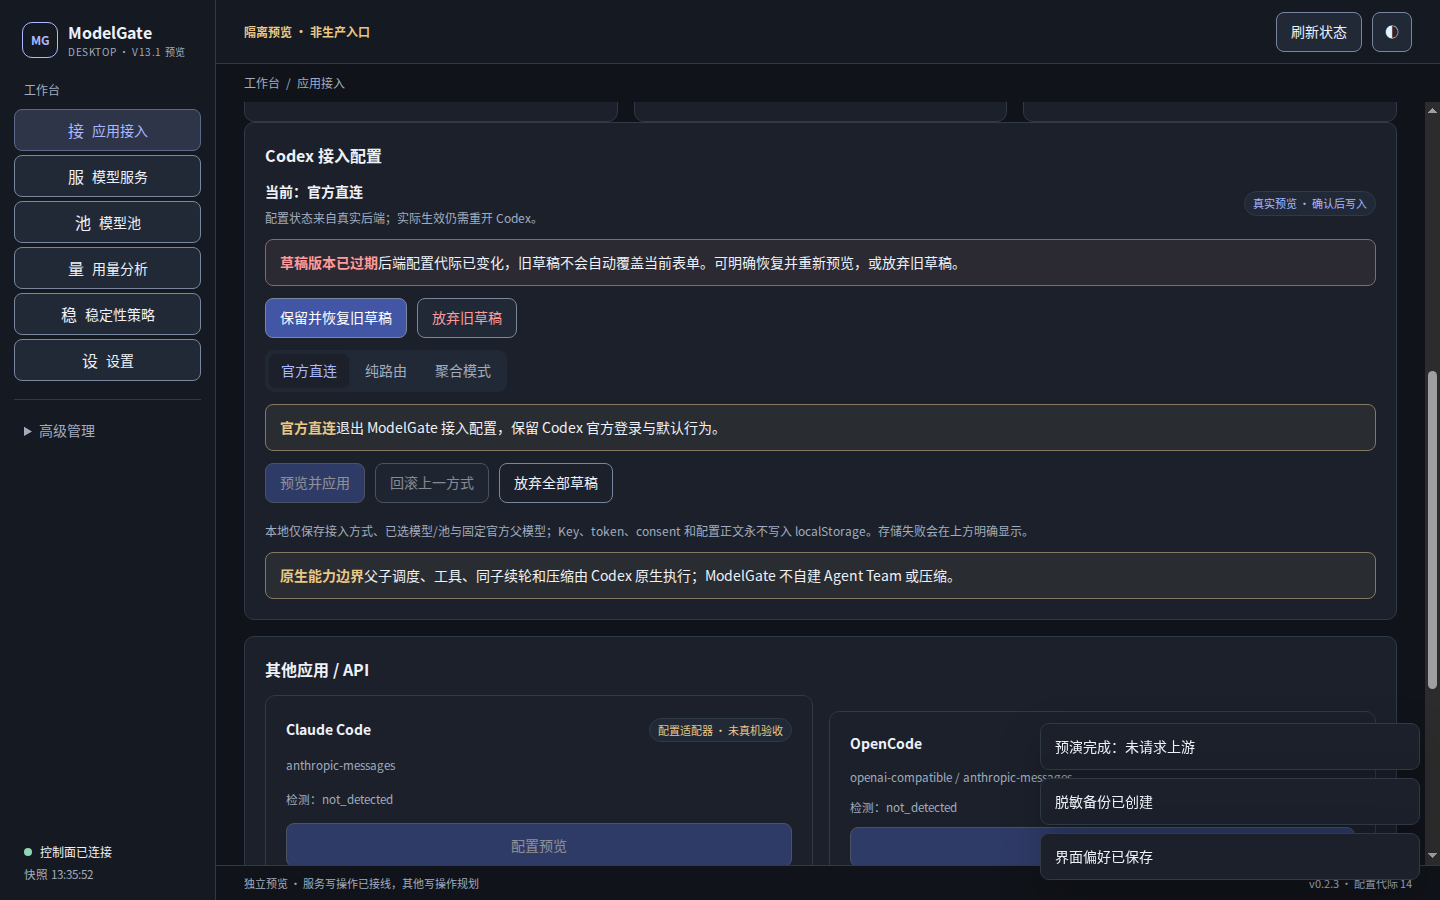 MG
ModelGate
DESKTOP · V13.1 预览
工作台
接 应用接入
服 模型服务
池 模型池
量 用量分析
稳 稳定性策略
设 设置
高级管理
控制面已连接
快照 13:35:52
隔离预览 · 非生产入口
刷新状态
工作台 / 应用接入
Codex 接入配置
当前：官方直连
配置状态来自真实后端；实际生效仍需重开 Codex。
真实预览 · 确认后写入
草稿版本已过期后端配置代际已变化，旧草稿不会自动覆盖当前表单。可明确恢复并重新预览，或放弃旧草稿。
保留并恢复旧草稿 放弃旧草稿
官方直连 纯路由 聚合模式
官方直连退出 ModelGate 接入配置，保留 Codex 官方登录与默认行为。
预览并应用 回滚上一方式 放弃全部草稿
本地仅保存接入方式、已选模型/池与固定官方父模型；Key、token、consent 和配置正文永不写入 localStorage。存储失败会在上方明确显示。
原生能力边界父子调度、工具、同子续轮和压缩由 Codex 原生执行；ModelGate 不自建 Agent Team 或压缩。
其他应用 / API
Claude Code
配置适配器 · 未真机验收
anthropic-messages
检测：not_detected
配置预览
OpenCode
openai-compatible / anthropic-messages
检测：not_detected
预演完成：未请求上游
脱敏备份已创建
界面偏好已保存
独立预览 · 服务写操作已接线，其他写操作规划
v0.2.3 · 配置代际 14